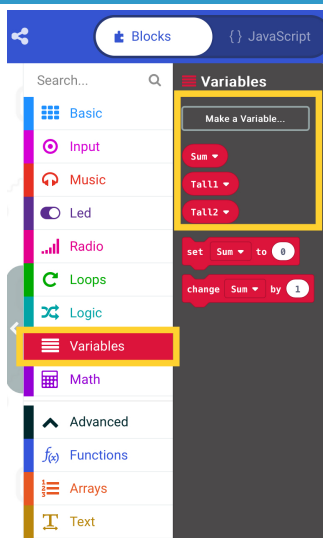 Blocks
{ } JavaScript
Search...
Basic
Input
Music
Led
Radio
Loops
Logic
Variables
Math
Advanced
f(x) Functions
Arrays
Text
Variables
Make a Variable...
Sum
Tall1
Tall2
set Sum to 0
change Sum by 1